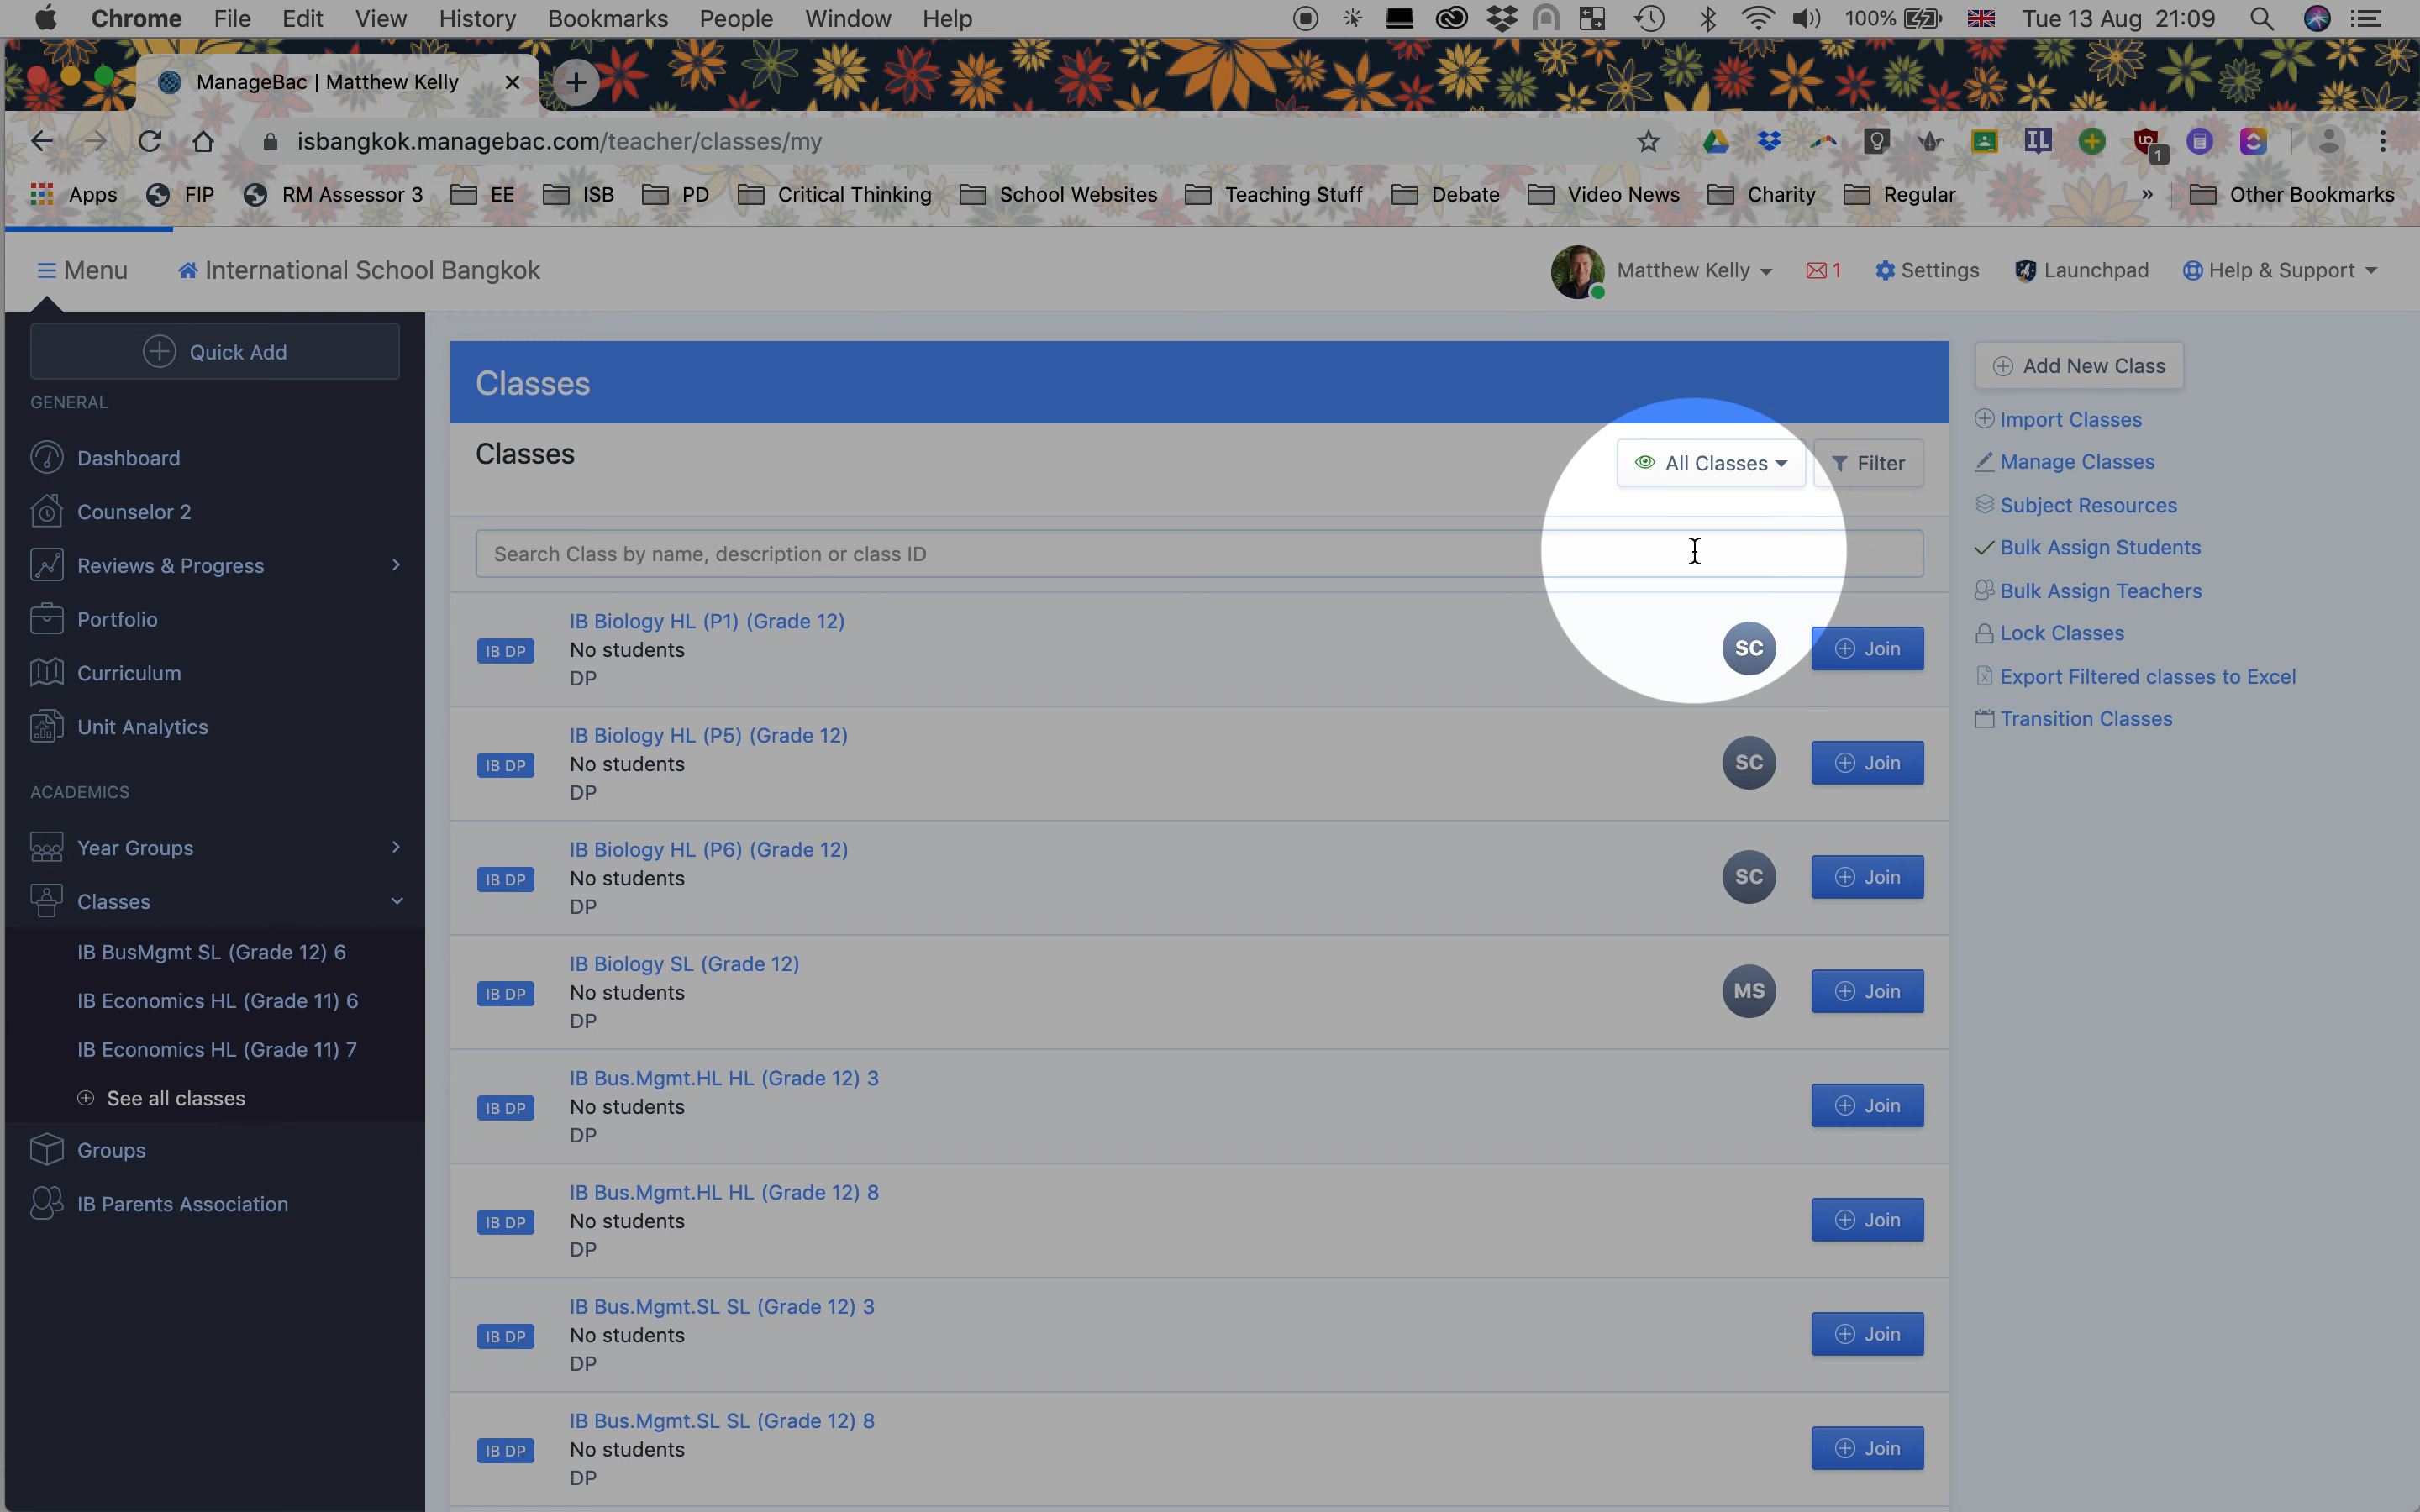 Chrome File Edit View History Bookmarks People Window Help 100% Tue 13 Aug 21:09
ManageBac | Matthew Kelly
isbangkok.managebac.com/teacher/classes/my
IL
1
Apps FIP RM Assessor 3 EE ISB PD Critical Thinking School Websites Teaching Stuff Debate Video News Charity Regular » Other Bookmarks
Menu International School Bangkok Matthew Kelly 1 Settings Launchpad Help & Support
Quick Add
GENERAL
Dashboard
Counselor 2
Reviews & Progress
Portfolio
Curriculum
Unit Analytics
ACADEMICS
Year Groups
Classes
IB BusMgmt SL (Grade 12) 6
IB Economics HL (Grade 11) 6
IB Economics HL (Grade 11) 7
See all classes
Groups
IB Parents Association
Classes
Classes
All Classes
Filter
Search Class by name, description or class ID
IB DP
IB Biology HL (P1) (Grade 12)
No students
DP
SC
Join
IB DP
IB Biology HL (P5) (Grade 12)
No students
DP
SC
Join
IB DP
IB Biology HL (P6) (Grade 12)
No students
DP
SC
Join
IB DP
IB Biology SL (Grade 12)
No students
DP
MS
Join
IB DP
IB Bus.Mgmt.HL HL (Grade 12) 3
No students
DP
Join
IB DP
IB Bus.Mgmt.HL HL (Grade 12) 8
No students
DP
Join
IB DP
IB Bus.Mgmt.SL SL (Grade 12) 3
No students
DP
Join
IB DP
IB Bus.Mgmt.SL SL (Grade 12) 8
No students
DP
Join
Add New Class
Import Classes
Manage Classes
Subject Resources
Bulk Assign Students
Bulk Assign Teachers
Lock Classes
Export Filtered classes to Excel
Transition Classes